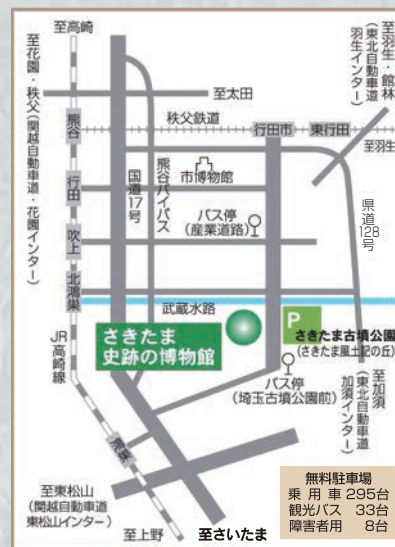 至高崎
至花園・秩父(関越自動車道・花園インター)
至太田
至羽生・館林
(東北自動車道
羽生インター)
秩父鉄道
熊谷
行田市
東行田
至羽生
国道17号
熊谷バイパス
市博物館
行田
バス停
(産業道路)
県道
128
号
吹上
北鴻巣
武蔵水路
さきたま
史跡の博物館
P
さきたま古墳公園
(さきたま風土記の丘)
JR
高崎線
バス停
(埼玉古墳公園前)
至加須
(東北自動車道
加須インター)
鴻巣
至東松山
(関越自動車道
東松山インター)
至上野
至さいたま
無料駐車場
乗用車 295台
観光バス 33台
障害者用 8台